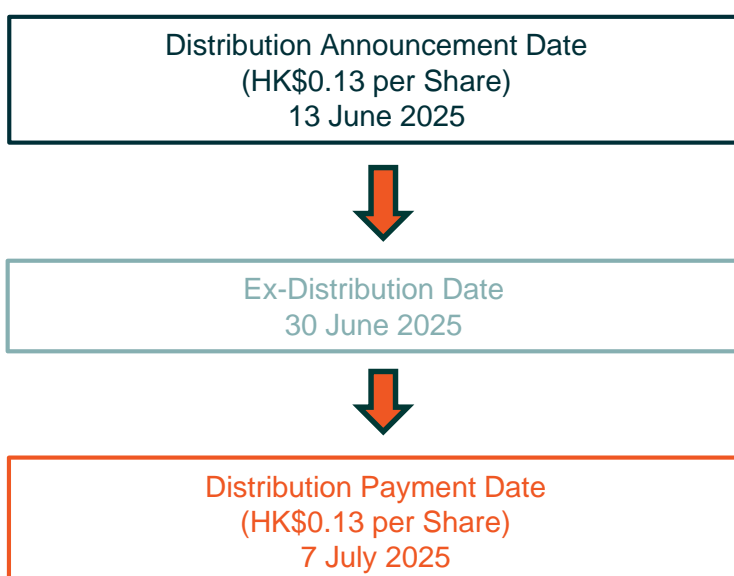 Distribution Announcement Date
(HK$0.13 per Share)
13 June 2025
Ex-Distribution Date
30 June 2025
Distribution Payment Date
(HK$0.13 per Share)
7 July 2025